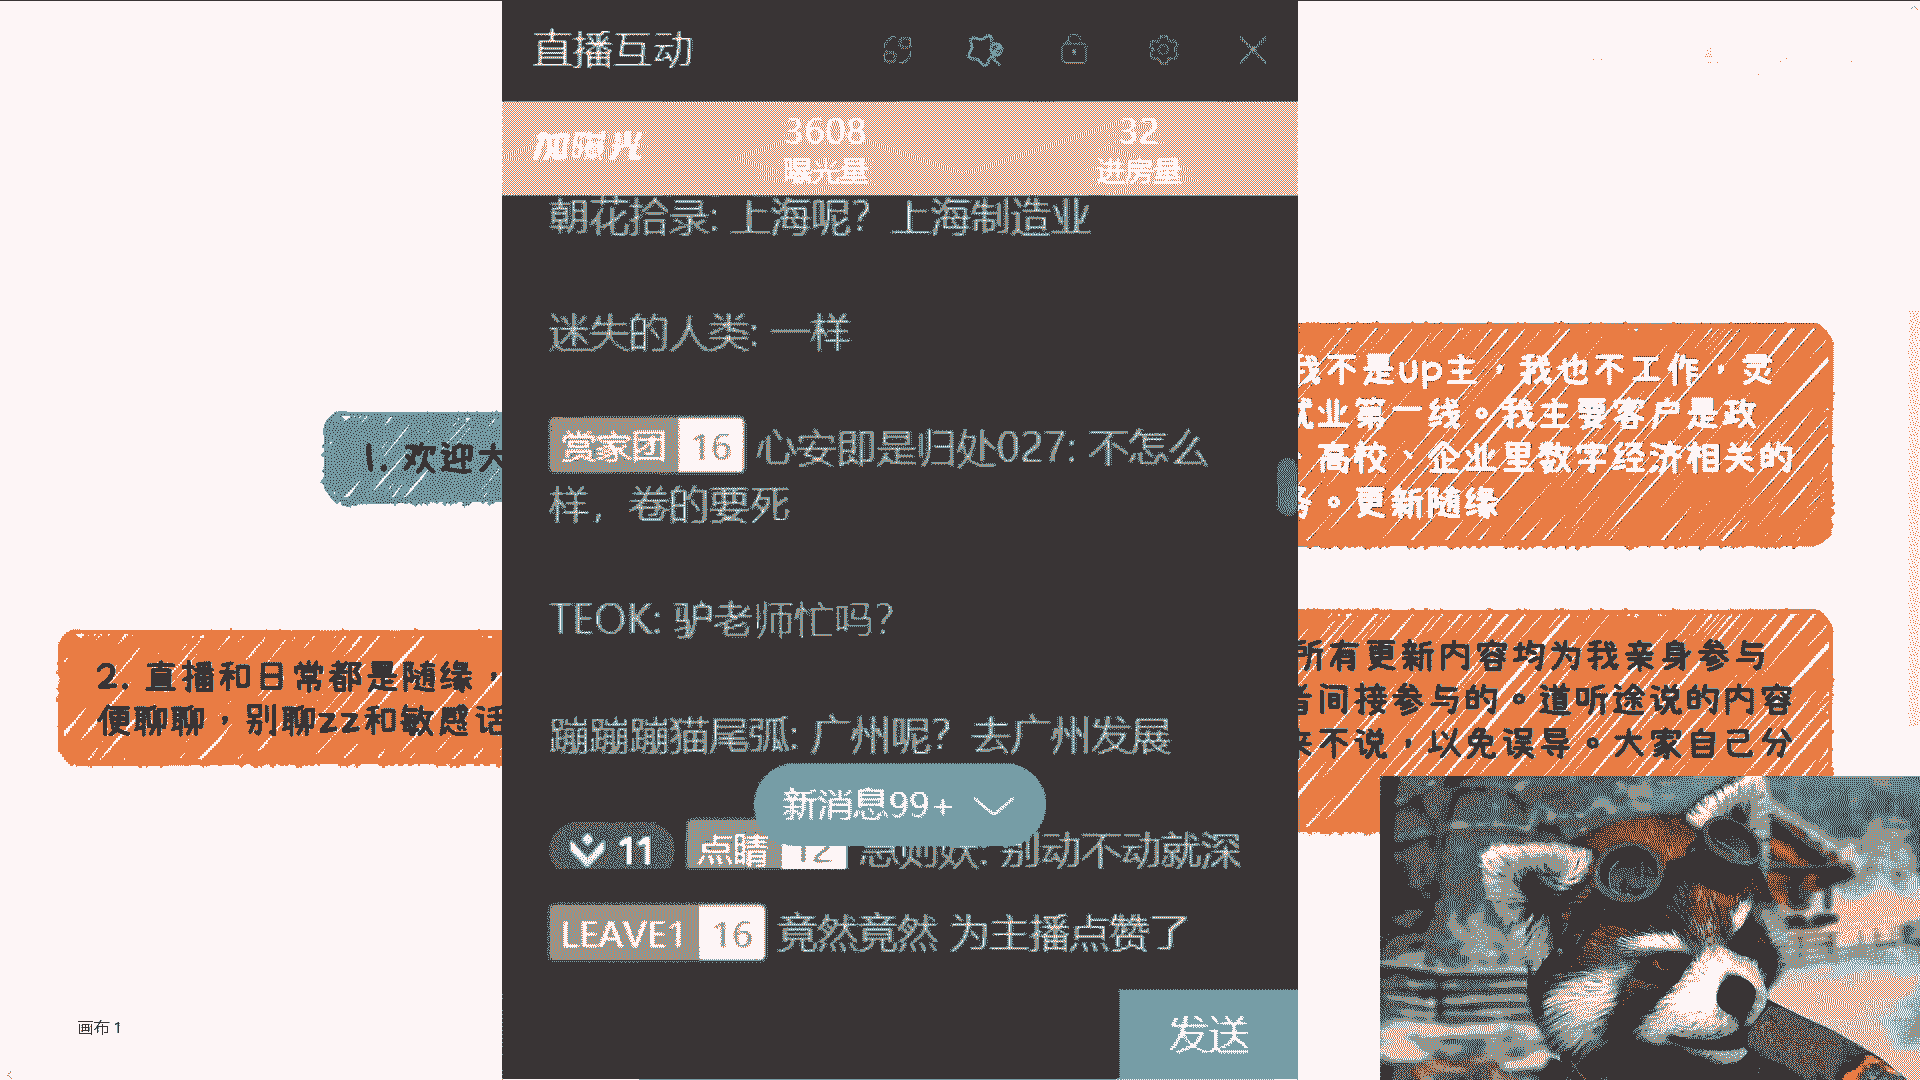 直播互动
加曝光
3608
曝光量
32
进房量
朝花拾录: 上海呢？上海制造业
迷失的人类: 一样
赏家团 16 心安即是归处027: 不怎么
样，卷的要死
TEOK: 驴老师忙吗？
蹦蹦蹦猫尾弧: 广州呢？去广州发展
新消息99+
11 点睛 12 别动不动就深
LEAVE1 16 竟然竟然 为主播点赞了
发送
1. 欢迎大
2. 直播和日常都是随缘，
便聊聊，别聊zz和敏感话
我不是up主，我也不工作，灵
就业第一线。我主要客户是政
、高校、企业里数字经济相关的
务。更新随缘
所有更新内容均为我亲身参与
者间接参与的。道听途说的内容
来不说，以免误导。大家自己分
画布 1